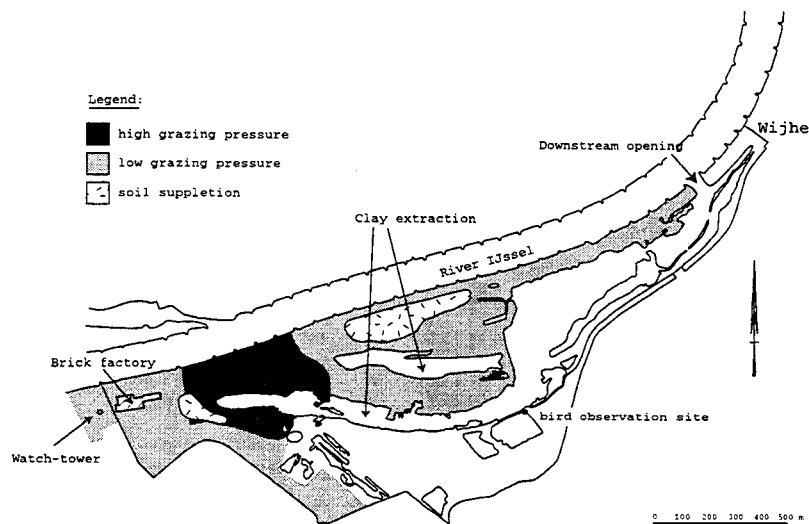 Legend:
high grazing pressure
low grazing pressure
soil suppletion
Wijhe
Downstream opening
Clay extraction
River IJssel
Brick factory
bird observation site
Watch-tower
0 100 200 300 400 500 m